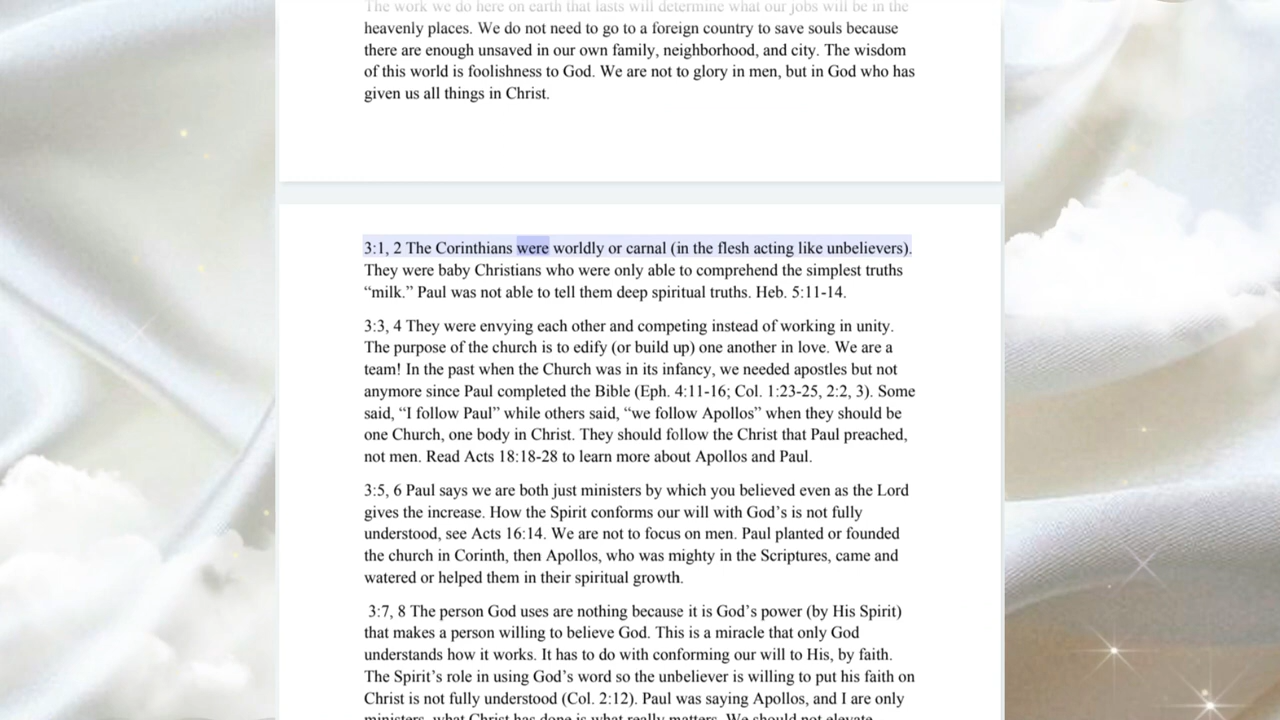 The work we do here on earth that lasts will determine what our jobs will be in the
heavenly places. We do not need to go to a foreign country to save souls because
there are enough unsaved in our own family, neighborhood, and city. The wisdom
of this world is foolishness to God. We are not to glory in men, but in God who has
given us all things in Christ.
3:1, 2 The Corinthians were worldly or carnal (in the flesh acting like unbelievers).
They were baby Christians who were only able to comprehend the simplest truths
“milk.” Paul was not able to tell them deep spiritual truths. Heb. 5:11-14.
3:3, 4 They were envying each other and competing instead of working in unity.
The purpose of the church is to edify (or build up) one another in love. We are a
team! In the past when the Church was in its infancy, we needed apostles but not
anymore since Paul completed the Bible (Eph. 4:11-16; Col. 1:23-25, 2:2, 3). Some
said, “I follow Paul” while others said, “we follow Apollos” when they should be
one Church, one body in Christ. They should follow the Christ that Paul preached,
not men. Read Acts 18:18-28 to learn more about Apollos and Paul.
3:5, 6 Paul says we are both just ministers by which you believed even as the Lord
gives the increase. How the Spirit conforms our will with God’s is not fully
understood, see Acts 16:14. We are not to focus on men. Paul planted or founded
the church in Corinth, then Apollos, who was mighty in the Scriptures, came and
watered or helped them in their spiritual growth.
3:7, 8 The person God uses are nothing because it is God’s power (by His Spirit)
that makes a person willing to believe God. This is a miracle that only God
understands how it works. It has to do with conforming our will to His, by faith.
The Spirit’s role in using God’s word so the unbeliever is willing to put his faith on
Christ is not fully understood (Col. 2:12). Paul was saying Apollos, and I are only
ministers, what Christ has done is what really matters. We should not elevate